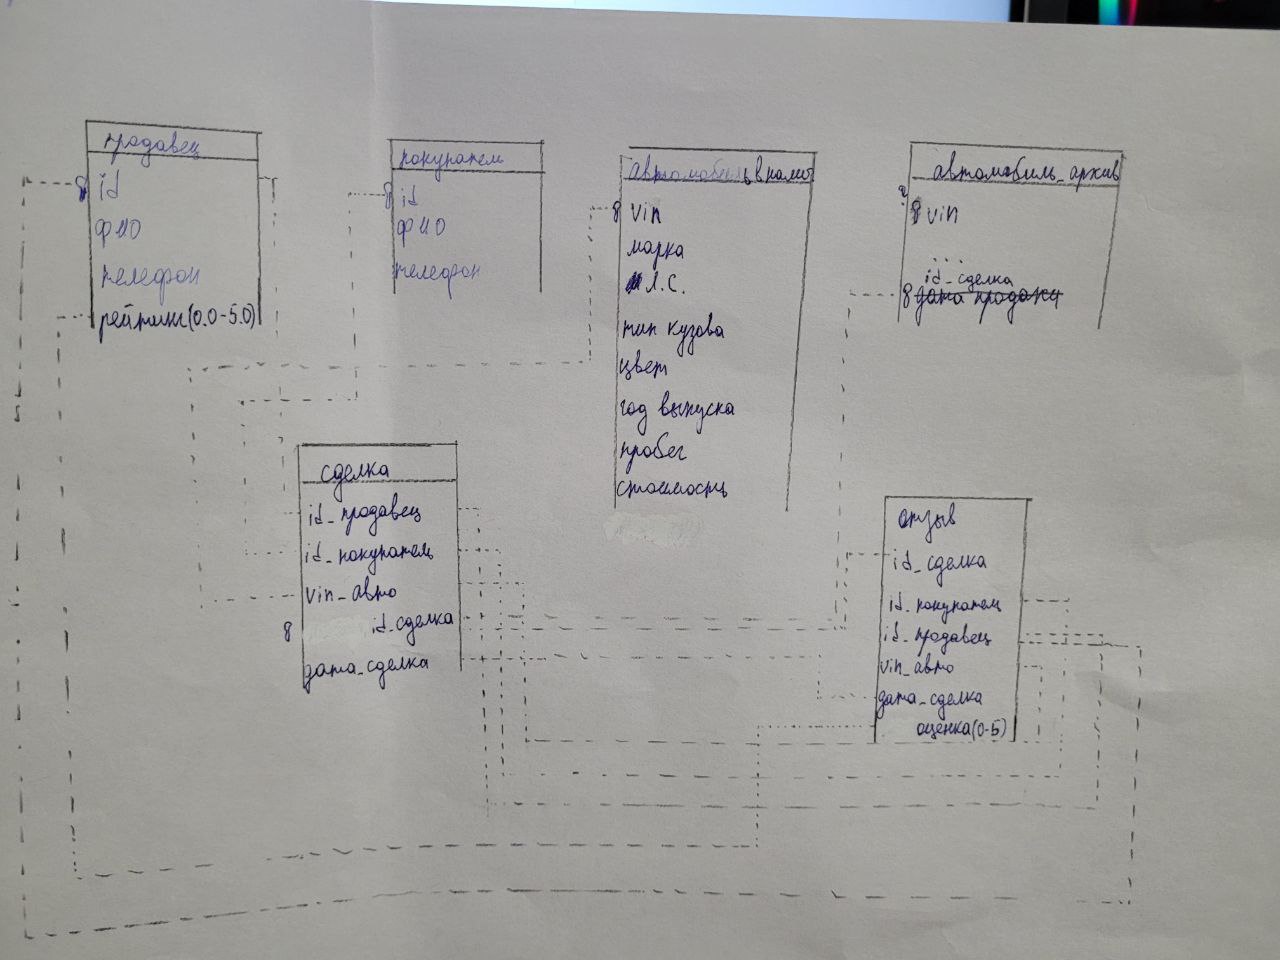 продавец
id
ФИО
телефон
рейтинг(0.0-5.0)
покупатель
id
ФИО
телефон
автомобиль_в налич
vin
марка
Л.С.
тип кузова
цвет
год выпуска
пробег
стоимость
автомобиль_архив
vin
...
id_сделка
дата продажи
сделка
id_продавец
id_покупатель
vin_авто
id_сделка
дата_сделка
отзыв
id_сделка
id_покупатель
id_продавец
vin_авто
дата_сделка
оценка(0-5)